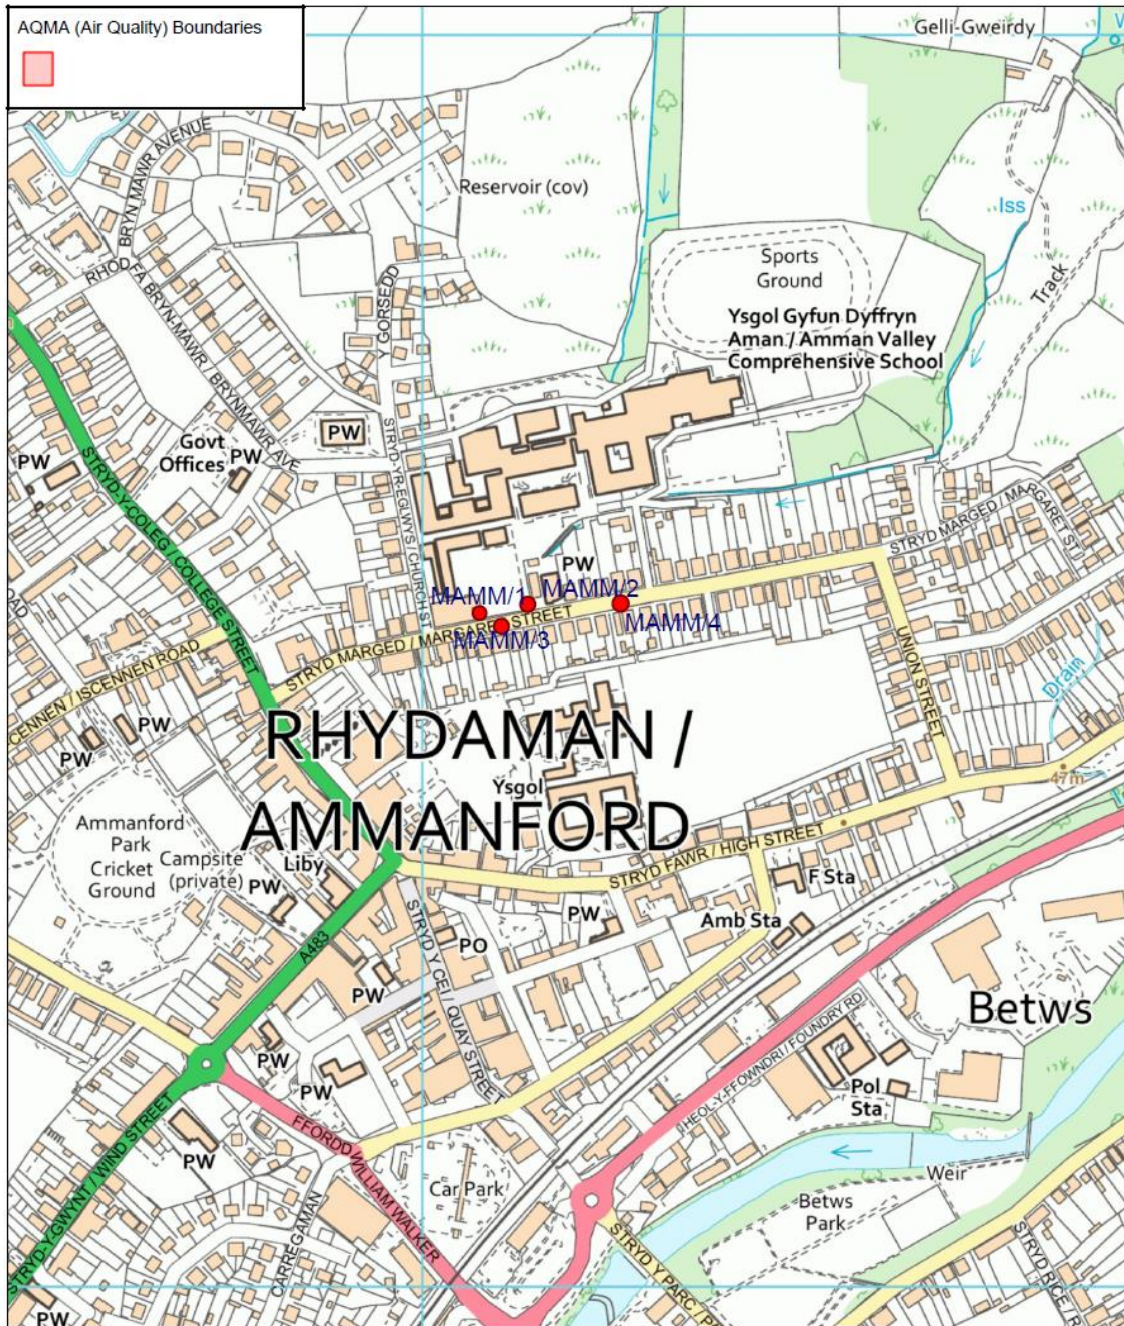 AQMA (Air Quality) Boundaries
Gelli-Gweirdy
W
BRYN MAWR AVENUE
Reservoir (cov)
Iss
RHODFA BRYN-MAWR / BRYNMAWR AVE
Y GORSEDD
Sports
Ground
Track
Ysgol Gyfun Dyffryn
Aman / Amman Valley
Comprehensive School
PW
Govt
Offices
PW
PW
STRYD-Y-COLEG / COLLEGE STREET
STRYD-YR-EGLWYS / CHURCH ST
STRYD MARGED / MARGARET ST
PW
MAMM/1
MAMM/2
MAMM/3
MAMM/4
STRYD MARGED / MARGARET STREET
OAD
UNION STREET
Drain
SCENNEN / ISCENNEN ROAD
PW
PW
RHYDAMAN /
AMMANFORD
Ysgol
47m
Ammanford
Park
Cricket
Ground
Campsite
(private)
PW
Liby
STRYD FAWR / HIGH STREET
F Sta
PW
Amb Sta
A483
STRYD Y CEI / QUAY STREET
PO
PW
Betws
PW
PW
HEOL-Y-FFOWNDRI / FOUNDRY RD
Pol
Sta
STRYD-Y-GWYNT / WIND STREET
PW
FFORDD WILLIAM WALKER
Car Park
Weir
Betws
Park
CARREGAMAN
STRYD Y PARC / PA
STRYD RICE / R
PW